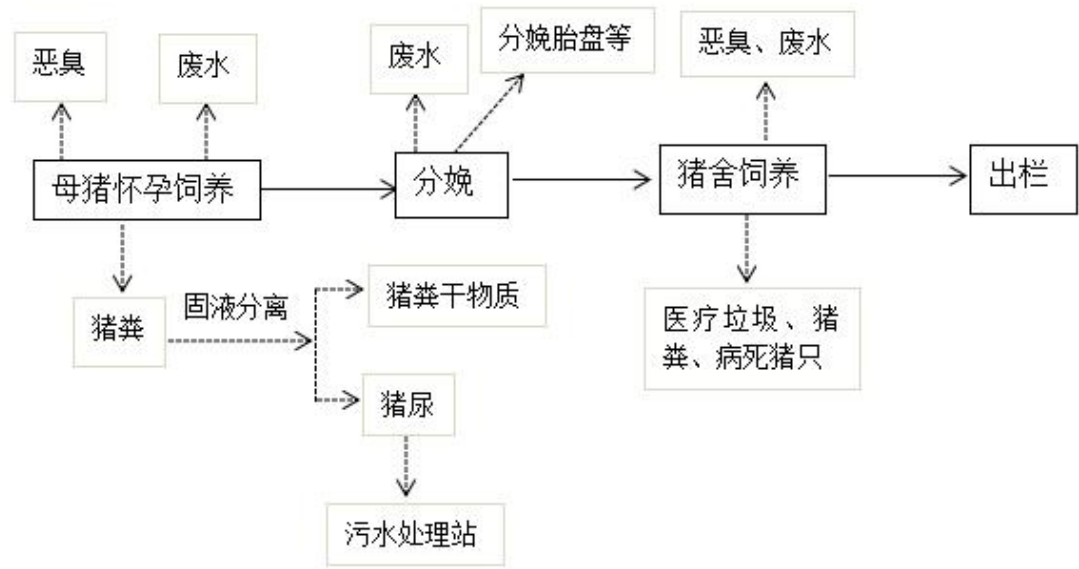 恶臭
废水
废水
分娩胎盘等
恶臭、废水
母猪怀孕饲养
分娩
猪舍饲养
出栏
猪粪
固液分离
猪粪干物质
医疗垃圾、猪
粪、病死猪只
猪尿
污水处理站